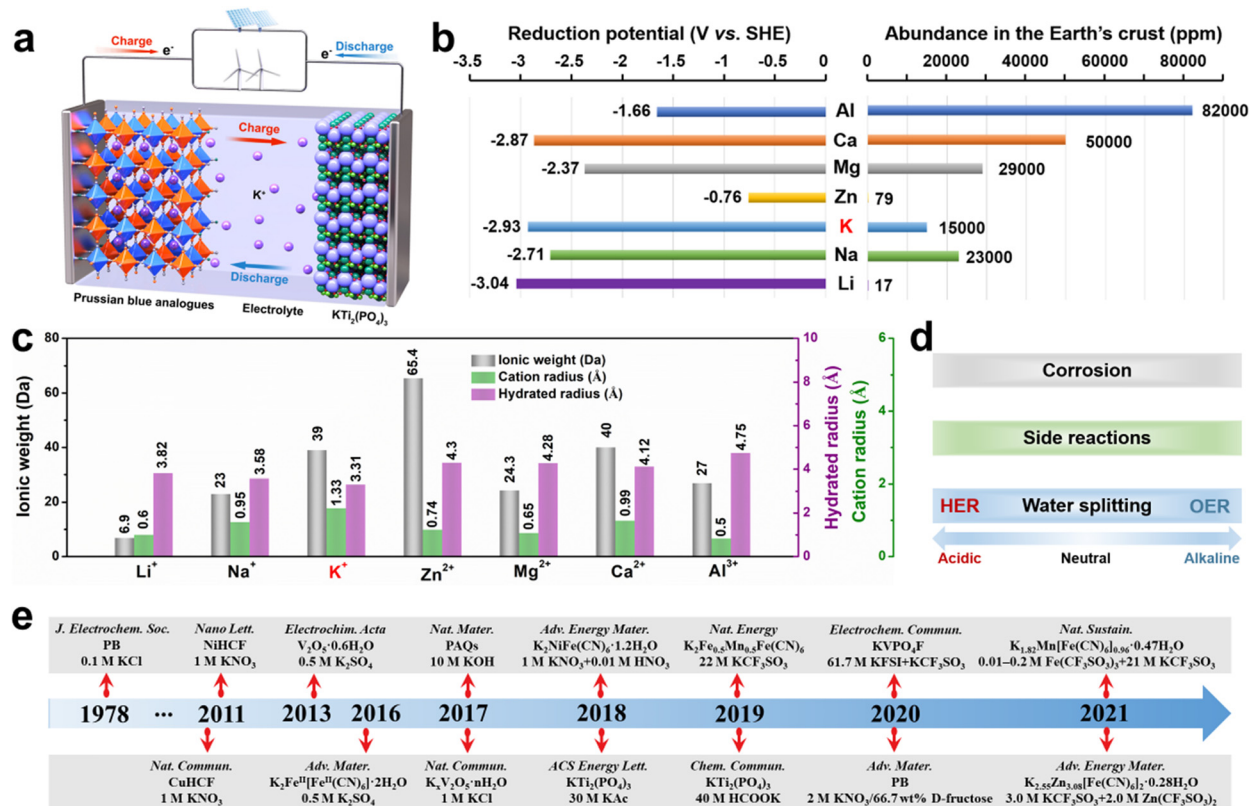 a
Charge
e-
e-
Discharge
Charge
K+
Discharge
Prussian blue analogues
Electrolyte
KTi2(PO4)3
b
Reduction potential (V vs. SHE)
Abundance in the Earth's crust (ppm)
-3.5 -3 -2.5 -2 -1.5 -1 -0.5 0
0 20000 40000 60000 80000
-1.66 Al 82000
-2.87 Ca 50000
-2.37 Mg 29000
-0.76 Zn 79
-2.93 K 15000
-2.71 Na 23000
-3.04 Li 17
c
Ionic weight (Da)
80
60
40
20
0
Ionic weight (Da)
Cation radius (Å)
Hydrated radius (Å)
6.9 0.6 3.82
23 0.95 3.58
39 1.33 3.31
65.4 0.74 4.3
24.3 0.65 4.28
40 0.99 4.12
27 0.5 4.75
Li+ Na+ K+ Zn2+ Mg2+ Ca2+ Al3+
10
8
6
4
2
0
Hydrated radius (Å)
Cation radius (Å)
6
4
2
0
d
Corrosion
Side reactions
HER Water splitting OER
Acidic Neutral Alkaline
e
J. Electrochem. Soc.
PB
0.1 M KCl
Nano Lett.
NiHCF
1 M KNO3
Electrochim. Acta
V2O5·0.6H2O
0.5 M K2SO4
Nat. Mater.
PAQs
10 M KOH
Adv. Energy Mater.
K2NiFe(CN)6·1.2H2O
1 M KNO3+0.01 M HNO3
Nat. Energy
K2Fe0.5Mn0.5Fe(CN)6
22 M KCF3SO3
Electrochem. Commun.
KVPO4F
61.7 M KFSI+KCF3SO3
Nat. Sustain.
K1.82Mn[Fe(CN)6]0.96·0.47H2O
0.01–0.2 M Fe(CF3SO3)3+21 M KCF3SO3
1978 ··· 2011 2013 2016 2017 2018 2019 2020 2021
Nat. Commun.
CuHCF
1 M KNO3
Adv. Mater.
K2FeII[FeII(CN)6]·2H2O
0.5 M K2SO4
Nat. Commun.
KxV2O5·nH2O
1 M KCl
ACS Energy Lett.
KTi2(PO4)3
30 M KAc
Chem. Commun.
KTi2(PO4)3
40 M HCOOK
Adv. Mater.
PB
2 M KNO3/66.7 wt% D-fructose
Adv. Energy Mater.
K2.55Zn3.08[Fe(CN)6]2·0.28H2O
3.0 M KCF3SO3+2.0 M Zn(CF3SO3)2